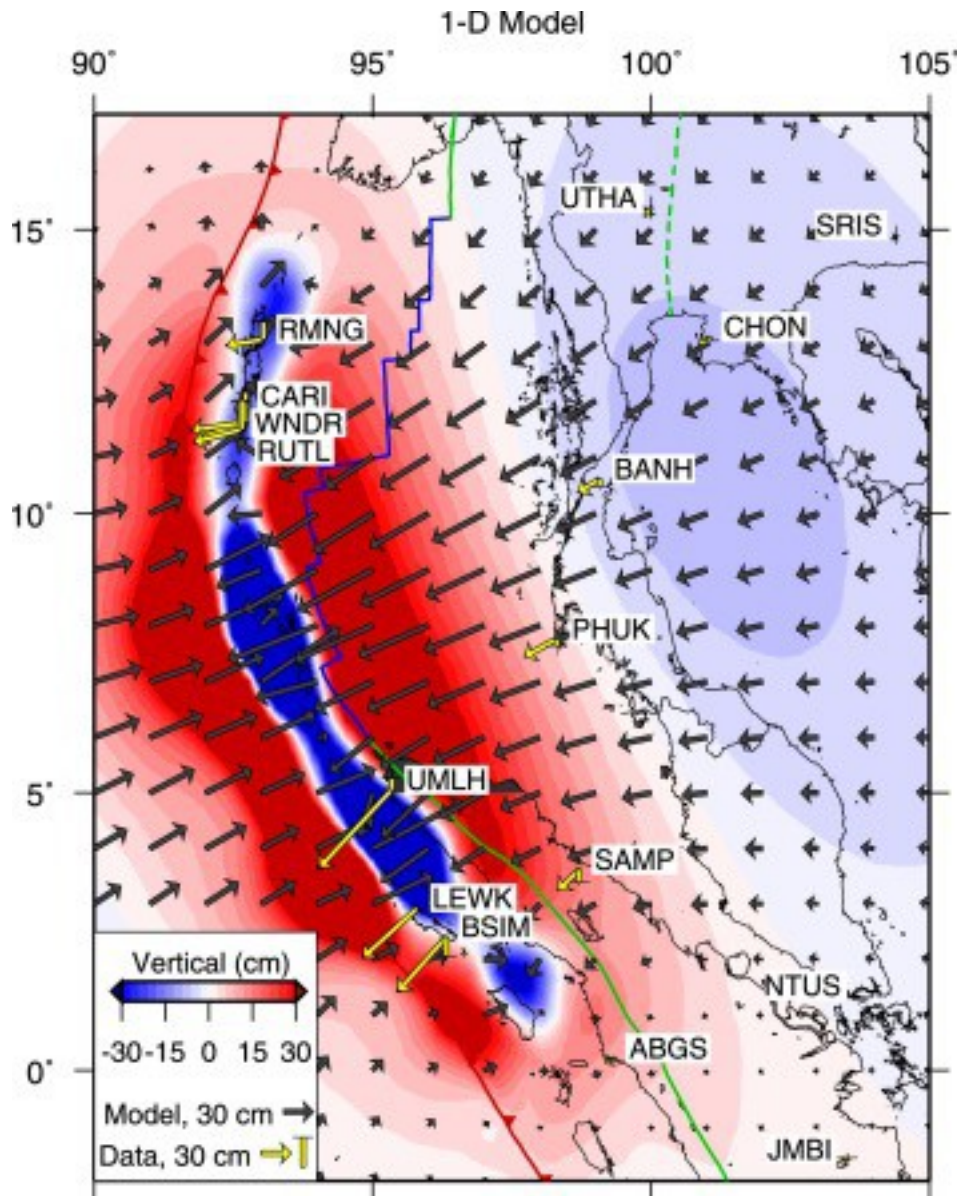 1-D Model
90° 95° 100° 105°
UTHA
15°
SRIS
RMNG
CHON
CARI
WNDR
RUTL
BANH
10°
PHUK
UMLH
5°
SAMP
LEWK
BSIM
Vertical (cm)
NTUS
-30 -15 0 15 30
ABGS
0°
Model, 30 cm
Data, 30 cm
JMBI